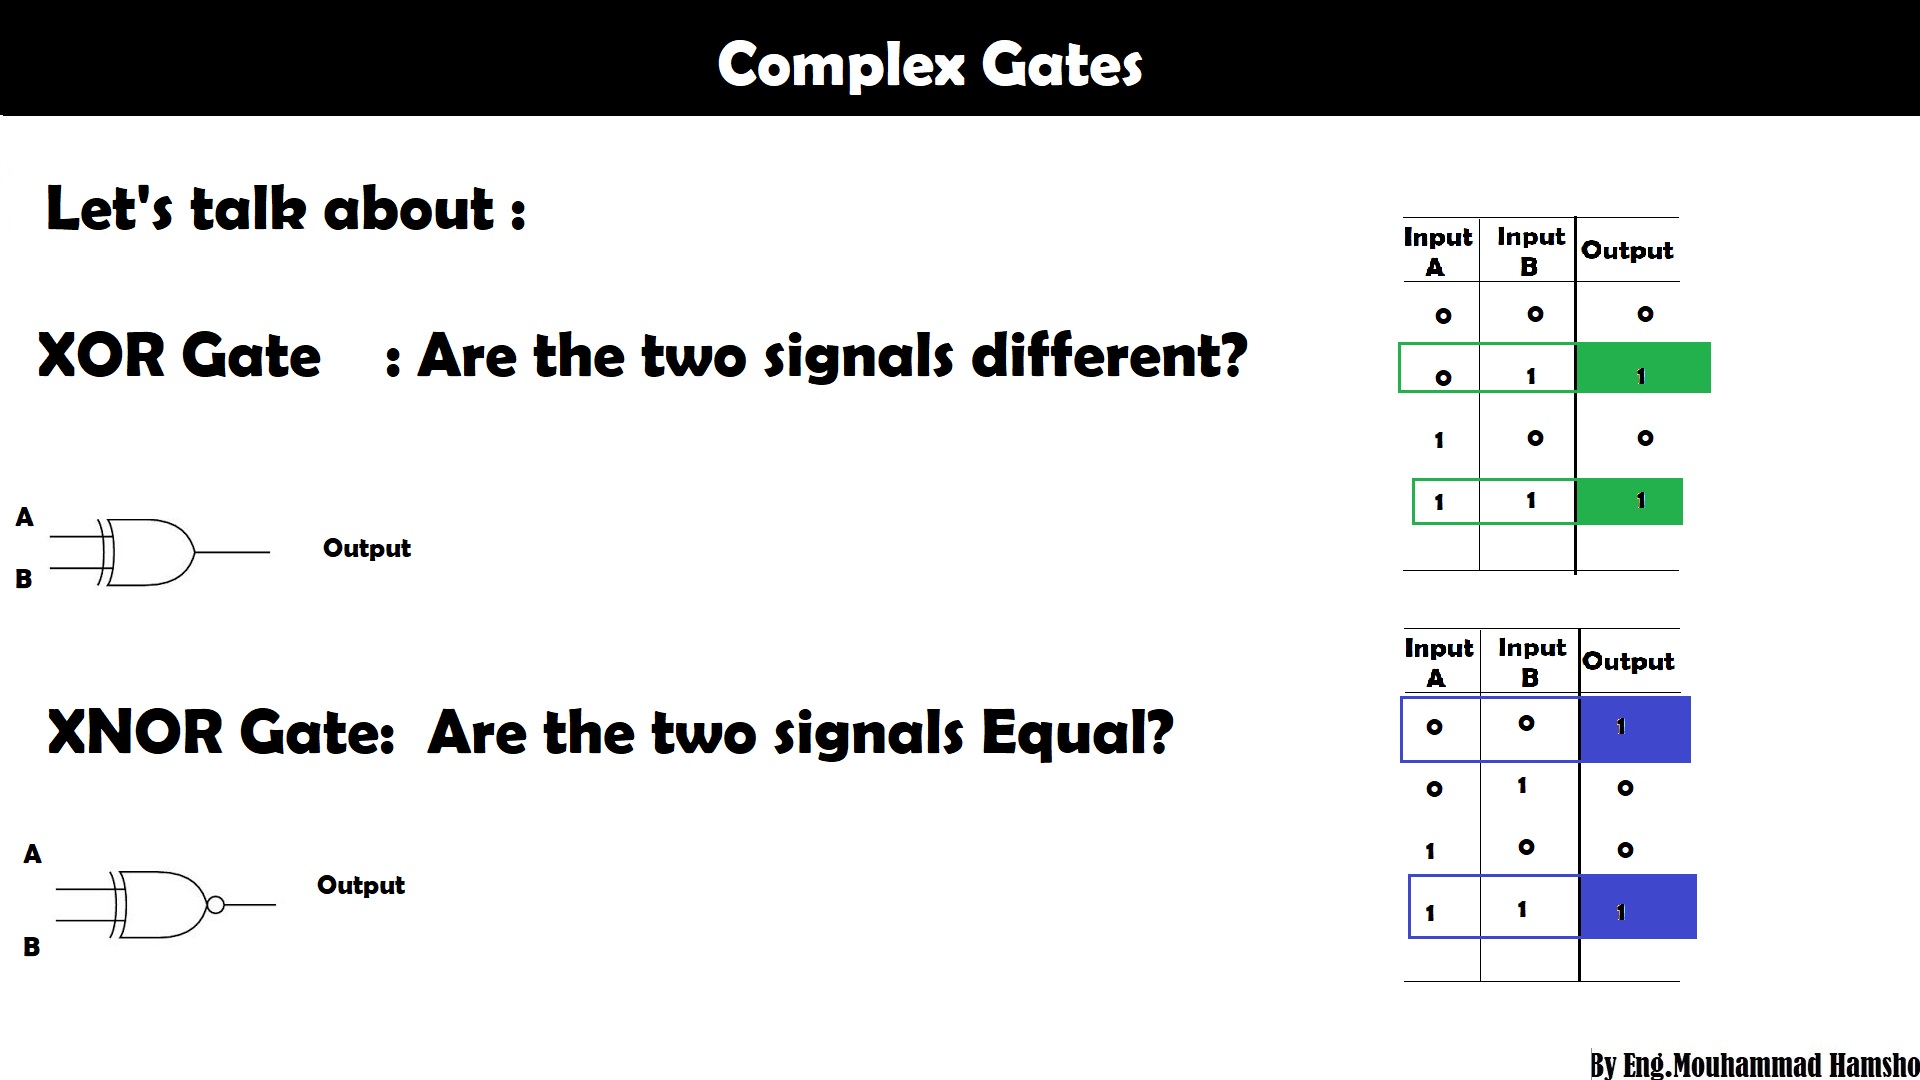 Complex Gates
Let's talk about :
XOR Gate : Are the two signals different?
A
B
Output
Input A Input B Output
0 0 0
0 1 1
1 0 0
1 1 1
XNOR Gate: Are the two signals Equal?
A
B
Output
Input A Input B Output
0 0 1
0 1 0
1 0 0
1 1 1
By Eng.Mouhammad Hamsho